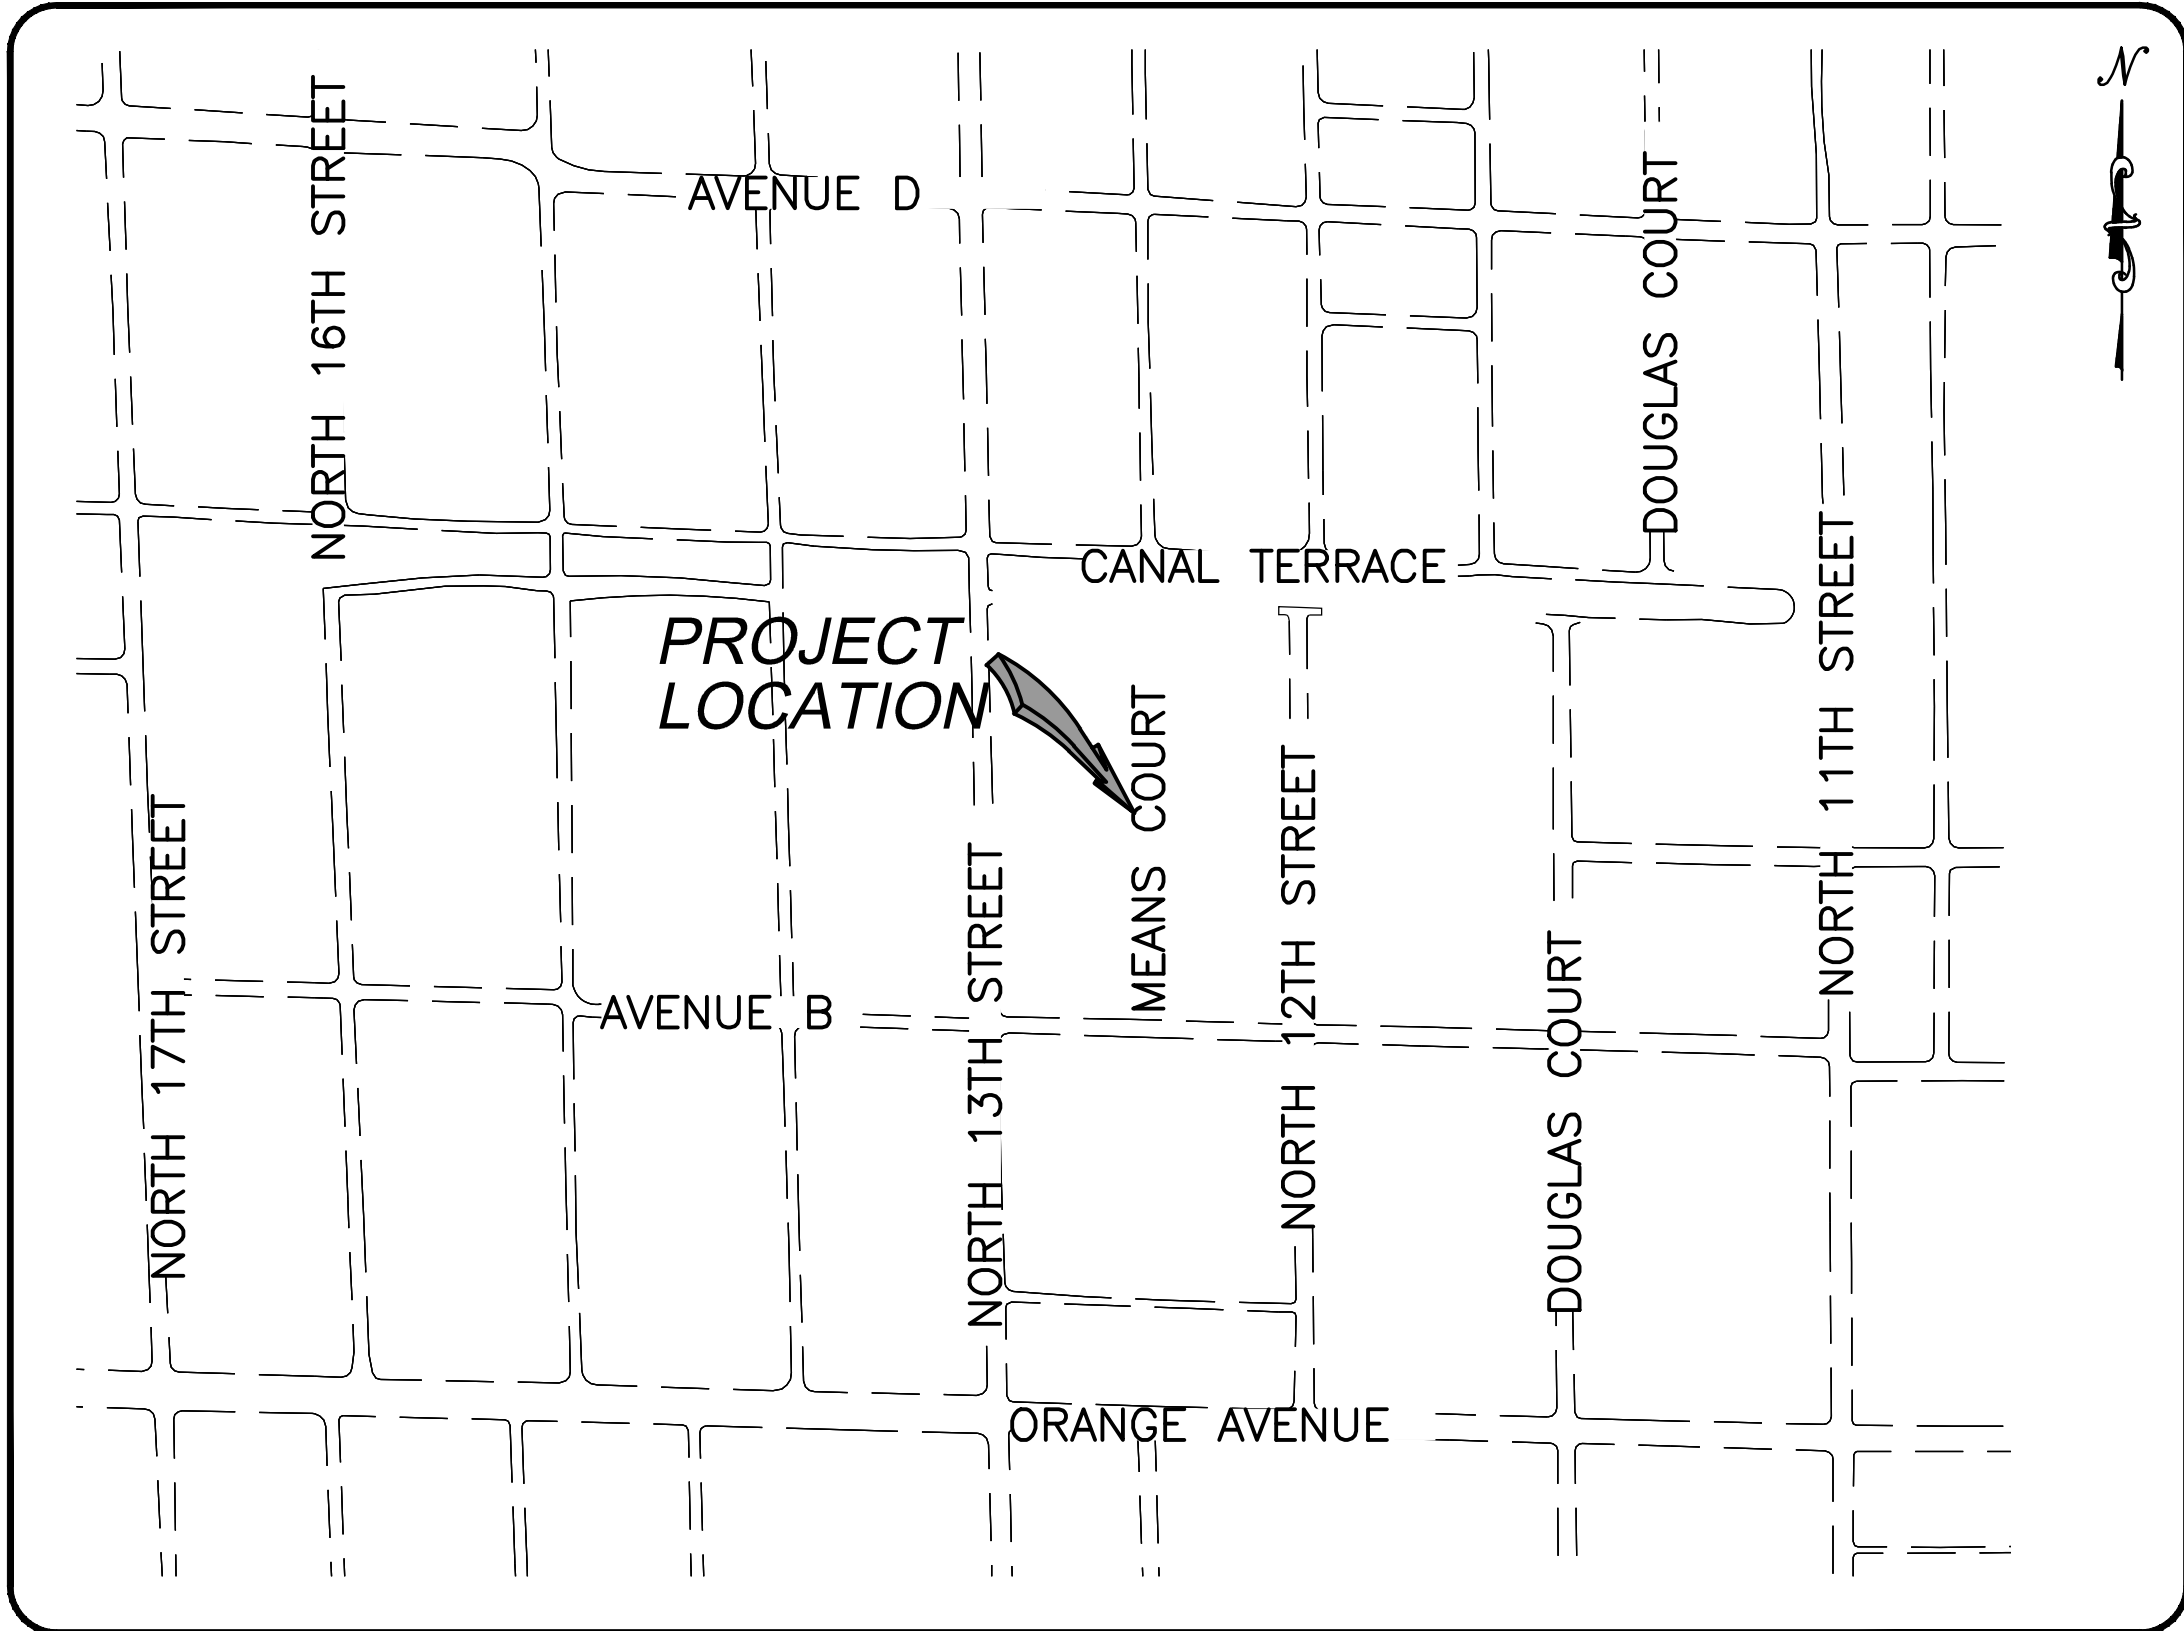 N
NORTH 16TH STREET
AVENUE D
DOUGLAS COURT
CANAL TERRACE
NORTH 11TH STREET
PROJECT
LOCATION
MEANS COURT
NORTH 12TH STREET
NORTH 17TH STREET
NORTH 13TH STREET
DOUGLAS COURT
AVENUE B
ORANGE AVENUE